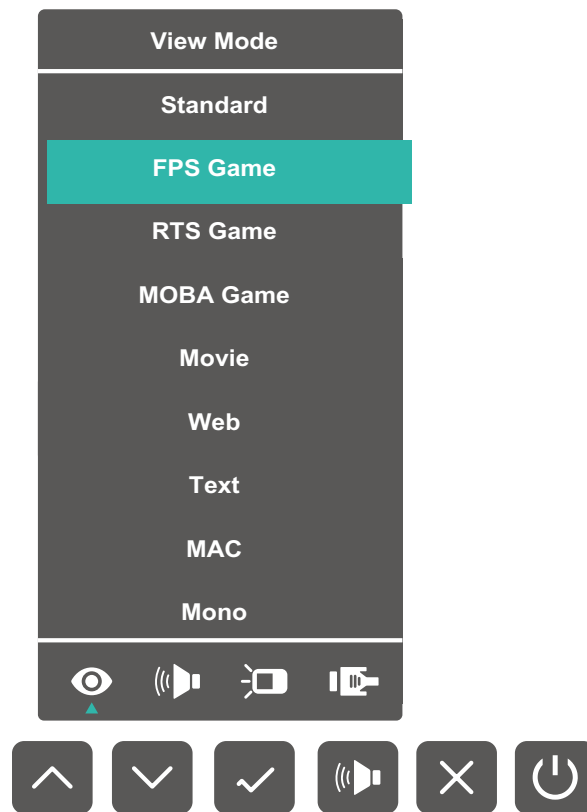 View Mode
Standard
FPS Game
RTS Game
MOBA Game
Movie
Web
Text
MAC
Mono